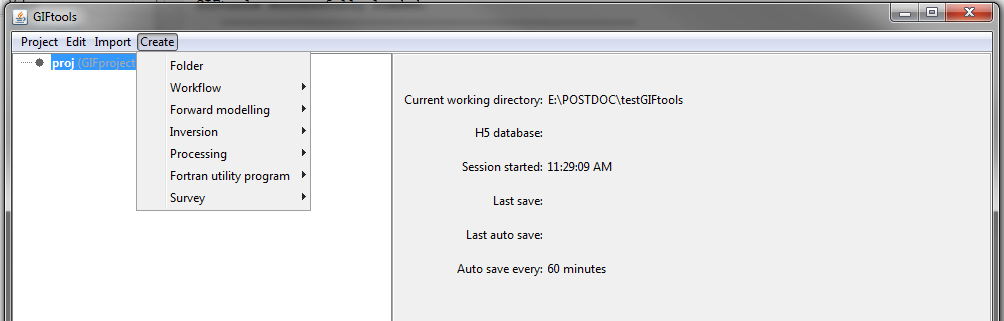 GIFtools
Project Edit Import Create
proj (GIFproject
Folder
Workflow
Forward modelling
Inversion
Processing
Fortran utility program
Survey
Current working directory: E:\POSTDOC\testGIFtools
H5 database:
Session started: 11:29:09 AM
Last save:
Last auto save:
Auto save every: 60 minutes